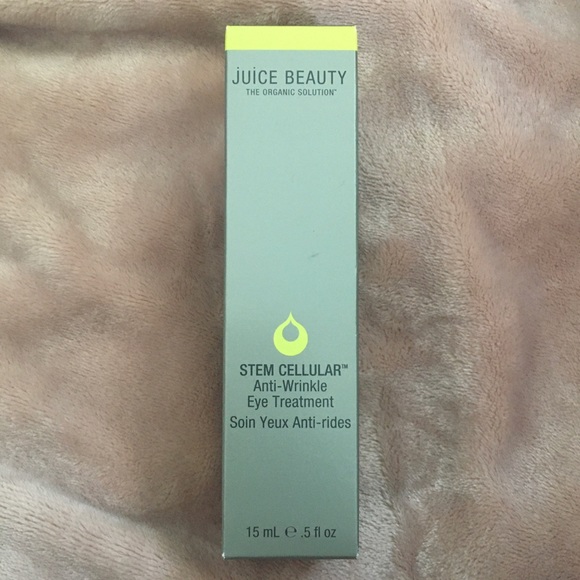 juice BEAUTY
THE ORGANIC SOLUTION™
STEM CELLULAR™
Anti-Wrinkle
Eye Treatment
Soin Yeux Anti-rides
15 mL ℮ .5 fl oz